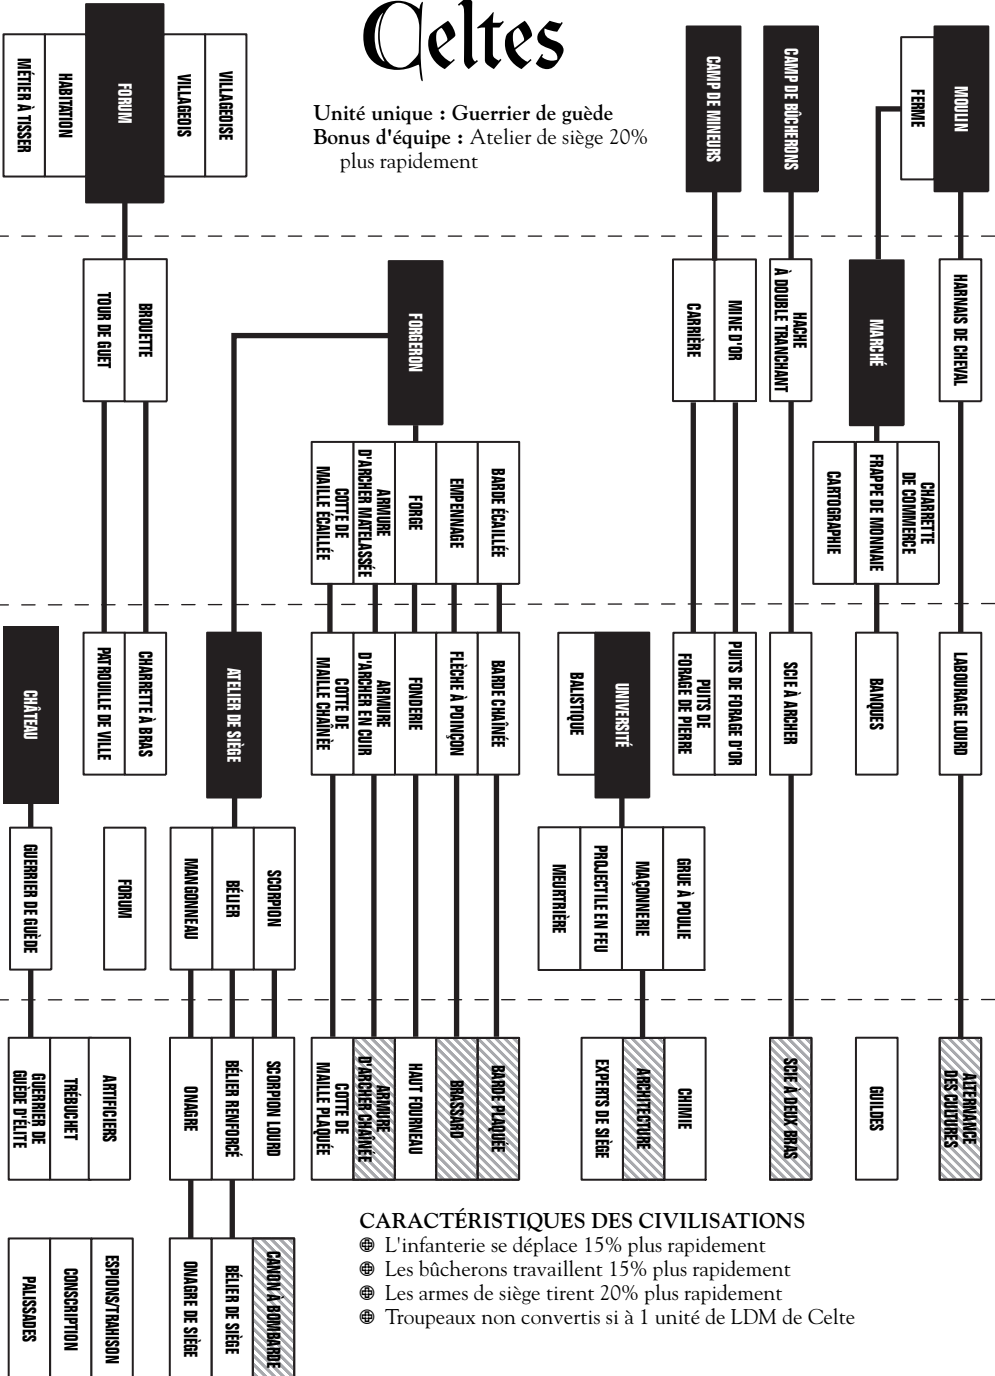 Celtes
Unité unique : Guerrier de guède
Bonus d'équipe : Atelier de siège 20%
plus rapidement
MÉTIER À TISSER
HABITATION
FORUM
VILLAGEOIS
VILLAGEOISE
CAMP DE MINEURS
CAMP DE BÛCHERONS
FERME
MOULIN
TOUR DE GUET
BROUETTE
FORGERON
CARRIÈRE
MINE D'OR
HACHE
À DOUBLE TRANCHANT
MARCHÉ
HARNAIS DE CHEVAL
COTTE DE
MAILLE ÉCAILLÉE
ARMURE
D'ARCHER MATELASSÉE
FORGE
EMPENNAGE
BARDE ÉCAILLÉE
CARTOGRAPHIE
FRAPPE DE MONNAIE
CHARRETTE
DE COMMERCE
CHÂTEAU
PATROUILLE DE VILLE
CHARRETTE À BRAS
ATELIER DE SIÈGE
COTTE DE
MAILLE CHAÎNÉE
ARMURE
D'ARCHER EN CUIR
FONDERIE
FLÈCHE À POINÇON
BARDE CHAÎNÉE
BALISTIQUE
UNIVERSITÉ
PUITS DE
FORAGE DE PIERRE
PUITS DE FORAGE D'OR
SCIE À ARCHER
BANQUES
LABOURAGE LOURD
GUERRIER DE GUÈDE
FORUM
MANGONNEAU
BÉLIER
SCORPION
MEURTRIÈRE
PROJECTILE EN FEU
MAÇONNERIE
GRUE À POULIE
GUERRIER DE
GUÈDE D'ÉLITE
TRÉBUCHET
ARTIFICIERS
ONAGRE
BÉLIER RENFORCÉ
SCORPION LOURD
COTTE DE
MAILLE PLAQUÉE
ARMURE
D'ARCHER CHAÎNÉE
HAUT FOURNEAU
BRASSARD
BARDE PLAQUÉE
EXPERTS DE SIÈGE
ARCHITECTURE
CHIMIE
SCIE À DEUX BRAS
GUILDES
ALTERNANCE
DES CULTURES
PALISSADES
CONSCRIPTION
ESPIONS/TRAHISON
ONAGRE DE SIÈGE
BÉLIER DE SIÈGE
CANON À BOMBARDE
CARACTÉRISTIQUES DES CIVILISATIONS
L'infanterie se déplace 15% plus rapidement
Les bûcherons travaillent 15% plus rapidement
Les armes de siège tirent 20% plus rapidement
Troupeaux non convertis si à 1 unité de LDM de Celte